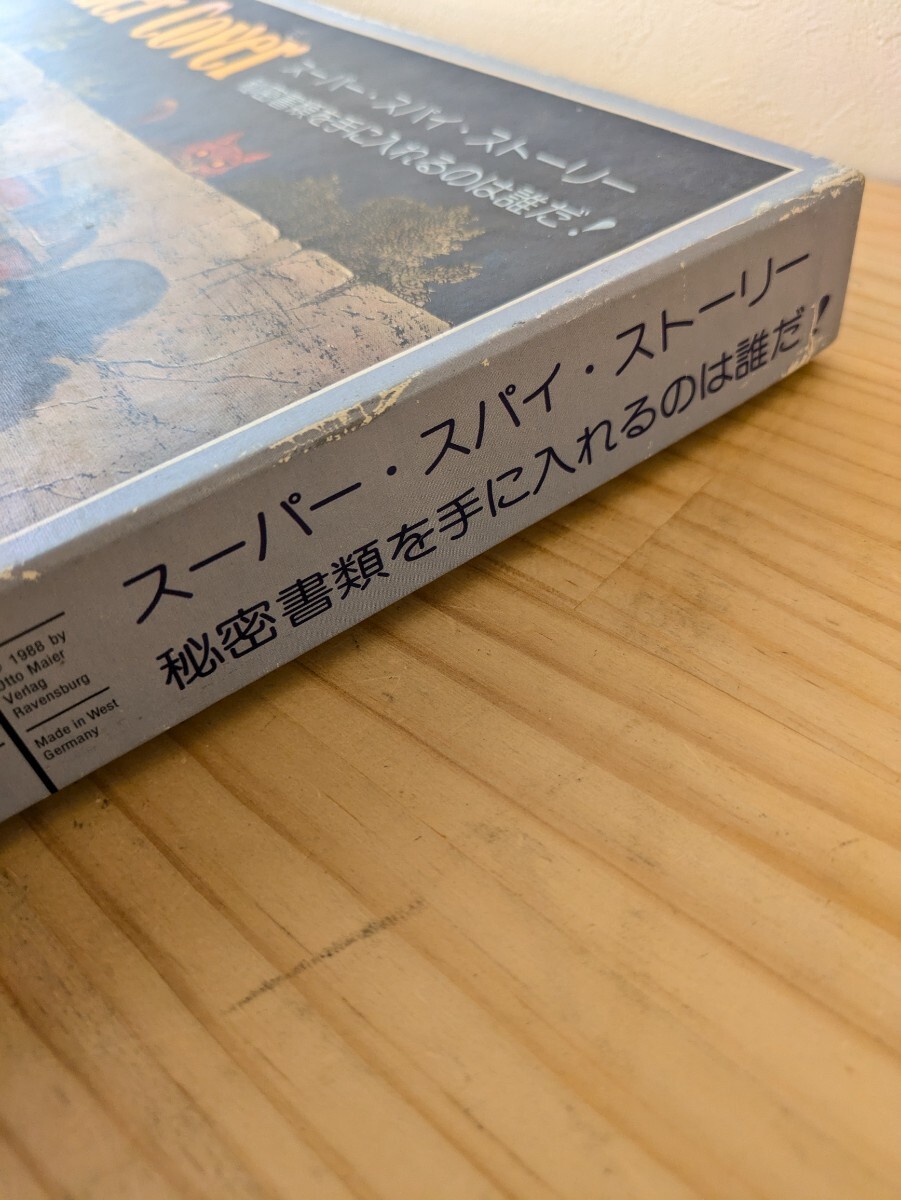 Cover
スーパー・スパイ・ストーリー
秘密書類を手に入れるのは誰だ!
スーパー・スパイ・ストーリー
秘密書類を手に入れるのは誰だ!
1988 by
Otto Maier
Verlag
Ravensburg
Made in West
Germany